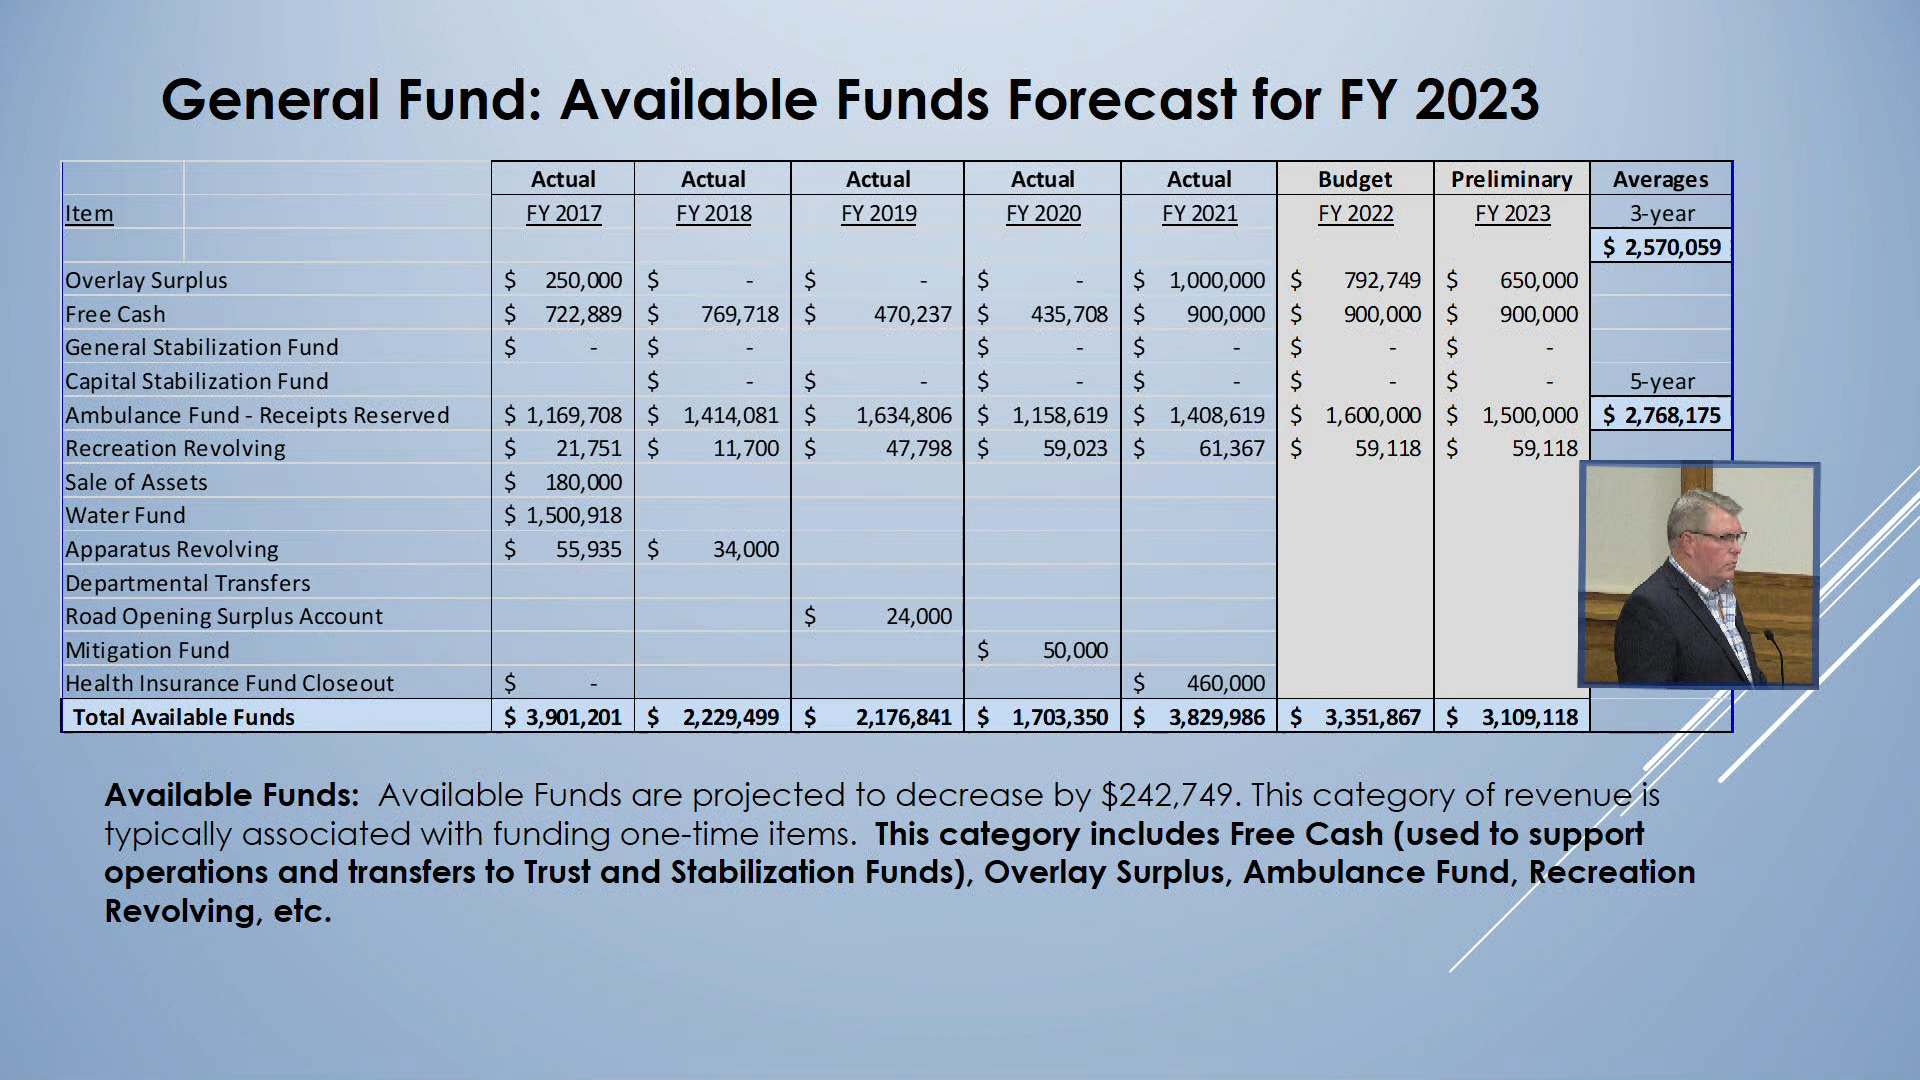 General Fund: Available Funds Forecast for FY 2023
Actual Actual Actual Actual Actual Budget Preliminary Averages
Item FY 2017 FY 2018 FY 2019 FY 2020 FY 2021 FY 2022 FY 2023 3-year
$ 2,570,059
Overlay Surplus $ 250,000 $ - $ - $ - $ 1,000,000 $ 792,749 $ 650,000
Free Cash $ 722,889 $ 769,718 $ 470,237 $ 435,708 $ 900,000 $ 900,000 $ 900,000
General Stabilization Fund $ - $ - $ - $ - $ - $ -
Capital Stabilization Fund $ - $ - $ - $ - $ - $ - 5-year
Ambulance Fund - Receipts Reserved $ 1,169,708 $ 1,414,081 $ 1,634,806 $ 1,158,619 $ 1,408,619 $ 1,600,000 $ 1,500,000 $ 2,768,175
Recreation Revolving $ 21,751 $ 11,700 $ 47,798 $ 59,023 $ 61,367 $ 59,118 $ 59,118
Sale of Assets $ 180,000
Water Fund $ 1,500,918
Apparatus Revolving $ 55,935 $ 34,000
Departmental Transfers
Road Opening Surplus Account $ 24,000
Mitigation Fund $ 50,000
Health Insurance Fund Closeout $ - $ 460,000
Total Available Funds $ 3,901,201 $ 2,229,499 $ 2,176,841 $ 1,703,350 $ 3,829,986 $ 3,351,867 $ 3,109,118
Available Funds: Available Funds are projected to decrease by $242,749. This category of revenue is
typically associated with funding one-time items. This category includes Free Cash (used to support
operations and transfers to Trust and Stabilization Funds), Overlay Surplus, Ambulance Fund, Recreation
Revolving, etc.